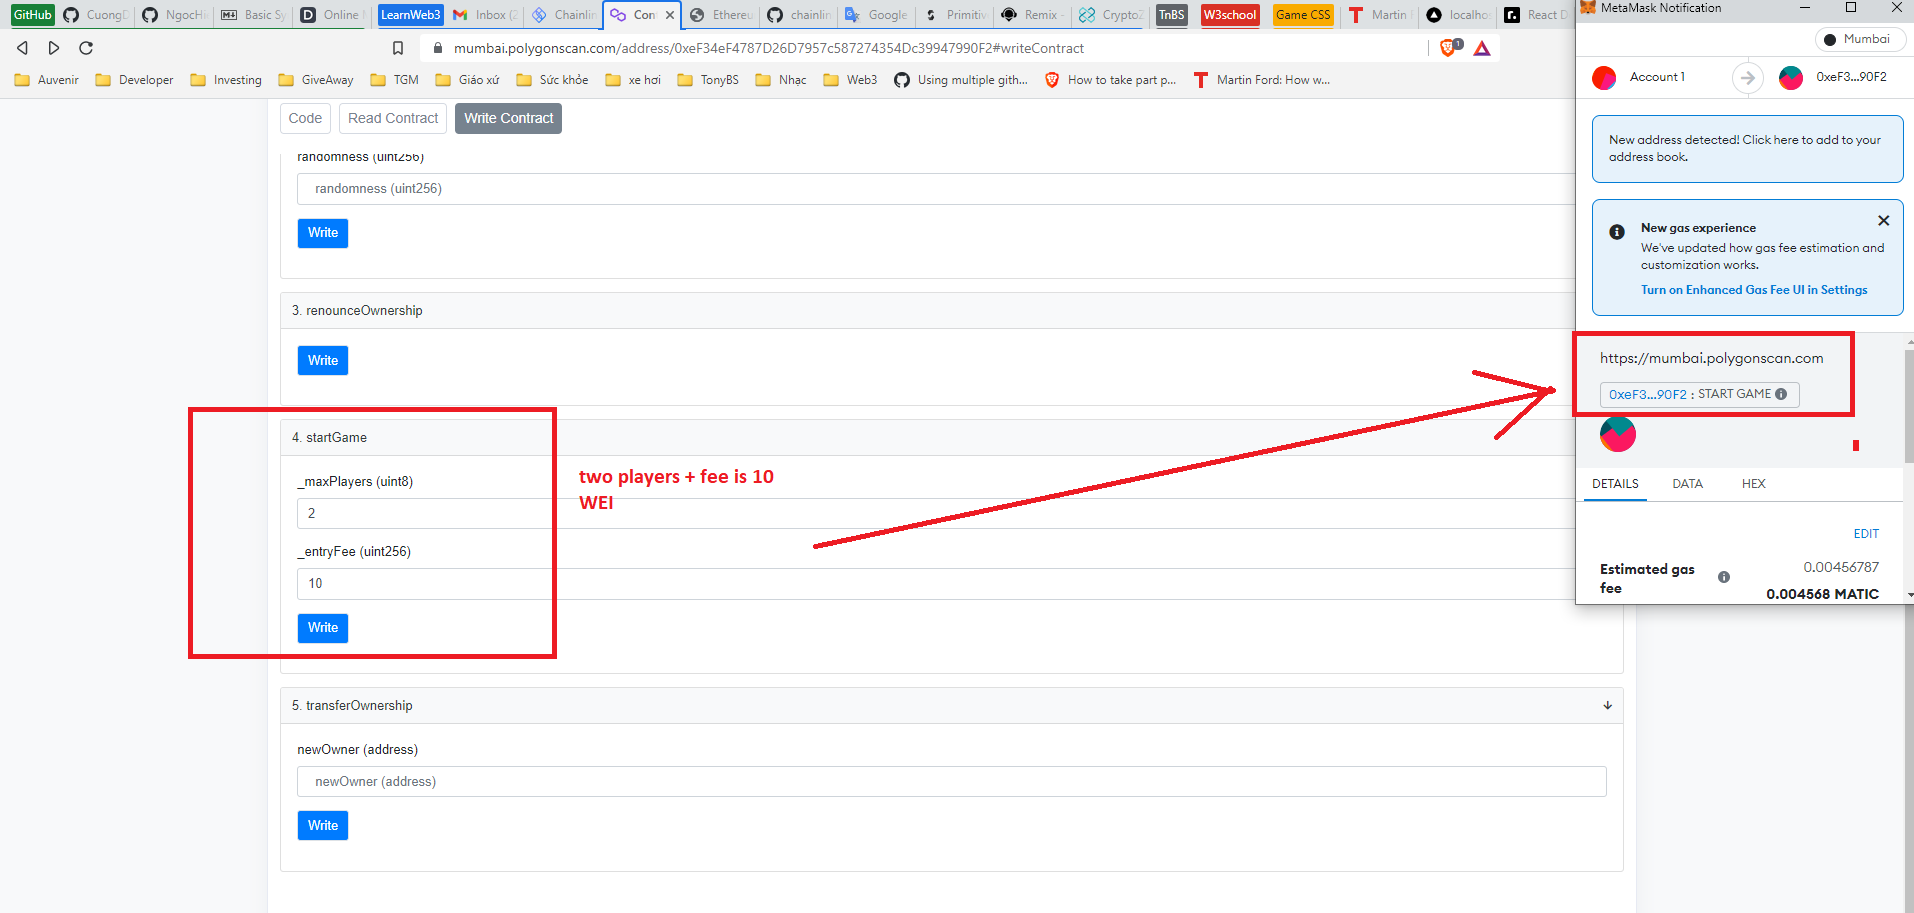 GitHub
CuongD
NgocHi
Basic Sy
Online
LearnWeb3
Inbox (2
Chainlin
Con
Ethereu
chainlin
Google
Primitiv
Remix -
CryptoZ
TnBS
W3school
Game CSS
Martin
localhos
React D
mumbai.polygonscan.com/address/0xeF34eF4787D26D7957c587274354Dc39947990F2#writeContract
1
Auvenir
Developer
Investing
GiveAway
TGM
Giáo xứ
Sức khỏe
xe hơi
TonyBS
Nhạc
Web3
Using multiple gith...
How to take part p...
Martin Ford: How w...
Code
Read Contract
Write Contract
randomness (uint256)
randomness (uint256)
Write
3. renounceOwnership
Write
4. startGame
_maxPlayers (uint8)
2
_entryFee (uint256)
10
Write
two players + fee is 10
WEI
5. transferOwnership
newOwner (address)
newOwner (address)
Write
MetaMask Notification
Mumbai
Account 1
0xeF3...90F2
New address detected! Click here to add to your
address book.
New gas experience
We've updated how gas fee estimation and
customization works.
Turn on Enhanced Gas Fee UI in Settings
https://mumbai.polygonscan.com
0xeF3...90F2 : START GAME
DETAILS
DATA
HEX
EDIT
Estimated gas
fee
0.00456787
0.004568 MATIC